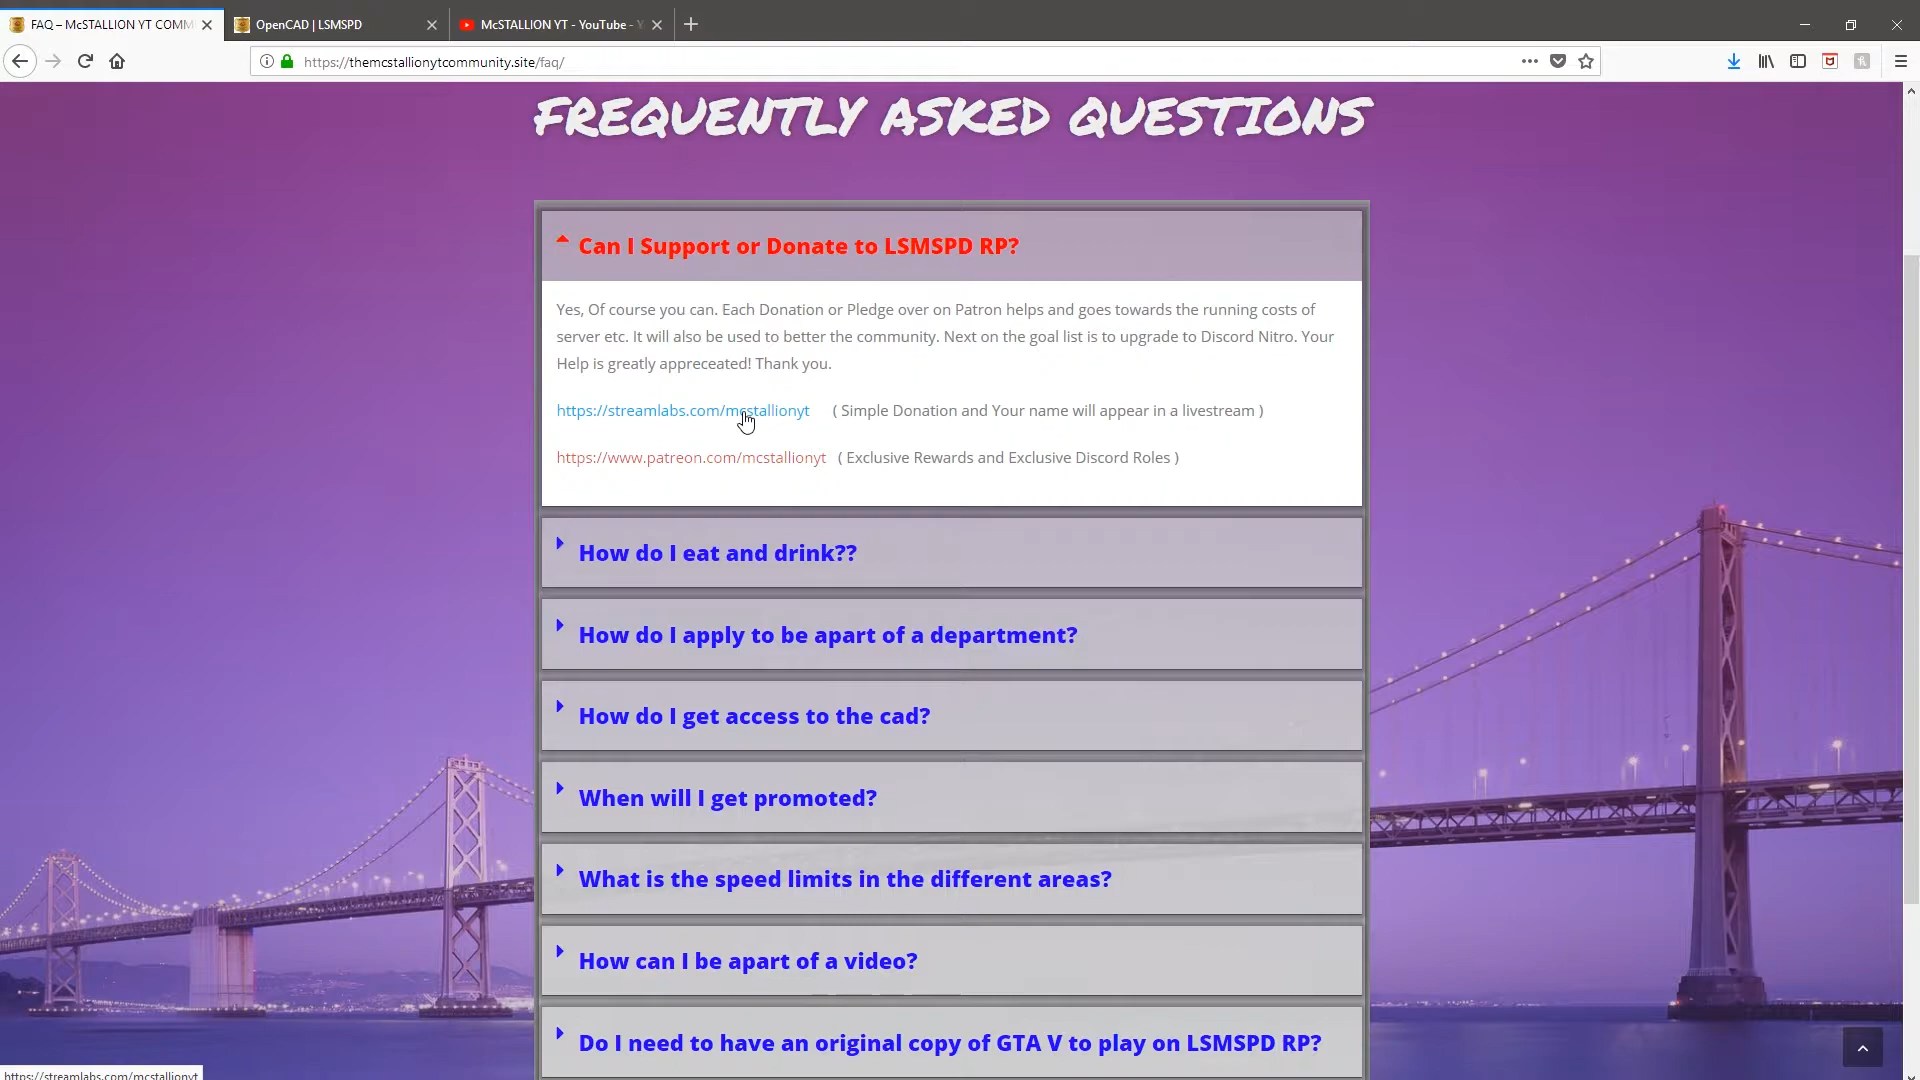 FAQ – McSTALLION YT COMM
OpenCAD | LSMSPD
McSTALLION YT - YouTube - Y
https://themcstallionytcommunity.site/faq/
FREQUENTLY ASKED QUESTIONS
Can I Support or Donate to LSMSPD RP?
Yes, Of course you can. Each Donation or Pledge over on Patron helps and goes towards the running costs of
server etc. It will also be used to better the community. Next on the goal list is to upgrade to Discord Nitro. Your
Help is greatly appreceated! Thank you.
https://streamlabs.com/mcstallionyt ( Simple Donation and Your name will appear in a livestream )
https://www.patreon.com/mcstallionyt ( Exclusive Rewards and Exclusive Discord Roles )
How do I eat and drink??
How do I apply to be apart of a department?
How do I get access to the cad?
When will I get promoted?
What is the speed limits in the different areas?
How can I be apart of a video?
Do I need to have an original copy of GTA V to play on LSMSPD RP?
https://streamlabs.com/mcstallionyt